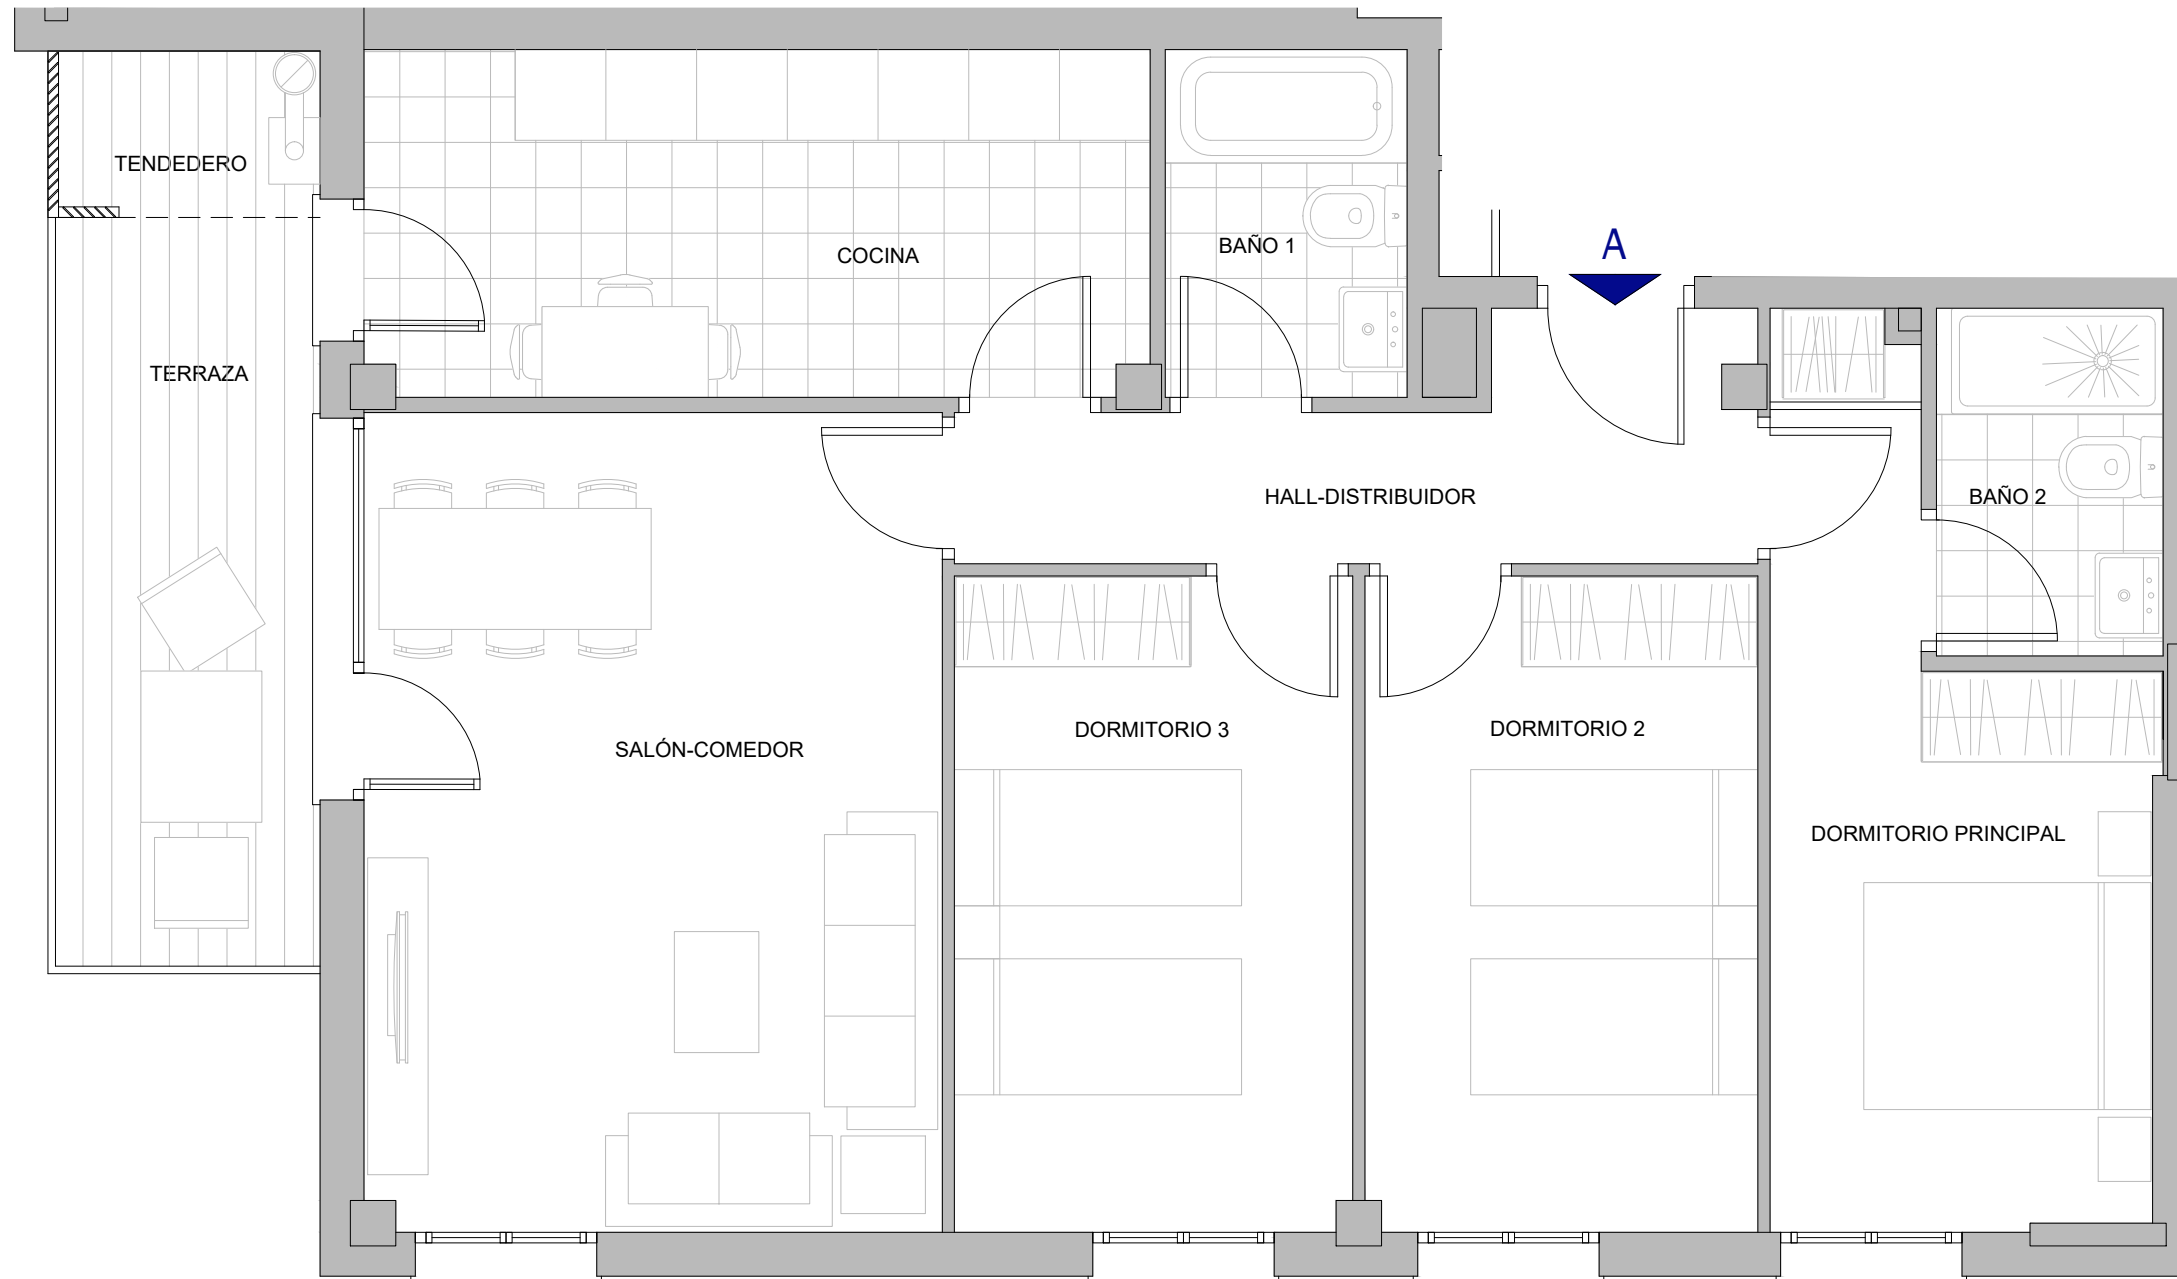 TENDEDERO
COCINA
BAÑO 1
A
TERRAZA
HALL-DISTRIBUIDOR
BAÑO 2
SALÓN-COMEDOR
DORMITORIO 3
DORMITORIO 2
DORMITORIO PRINCIPAL